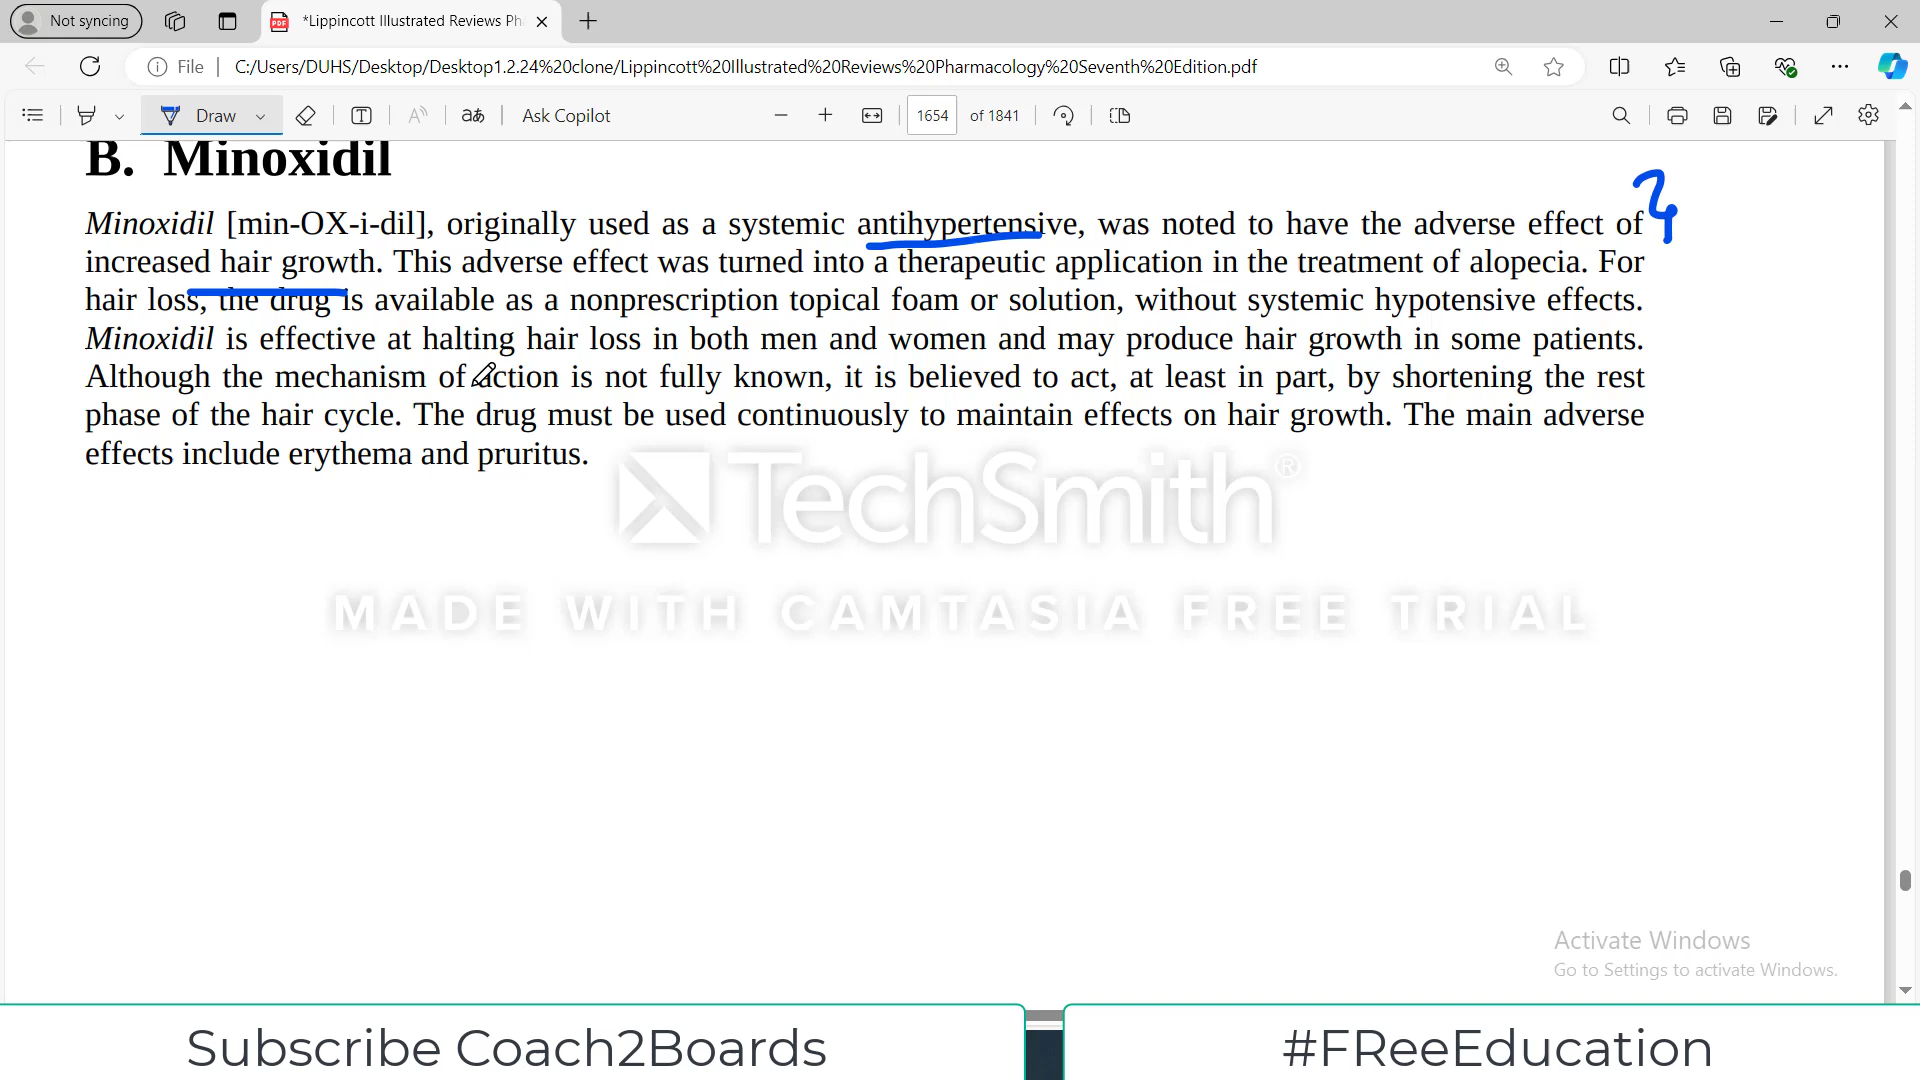 Not syncing
*Lippincott Illustrated Reviews Ph
File
C:/Users/DUHS/Desktop/Desktop1.2.24%20clone/Lippincott%20Illustrated%20Reviews%20Pharmacology%20Seventh%20Edition.pdf
Draw
Ask Copilot
1654 of 1841
B. Minoxidil
Minoxidil [min-OX-i-dil], originally used as a systemic antihypertensive, was noted to have the adverse effect of
increased hair growth. This adverse effect was turned into a therapeutic application in the treatment of alopecia. For
hair loss, the drug is available as a nonprescription topical foam or solution, without systemic hypotensive effects.
Minoxidil is effective at halting hair loss in both men and women and may produce hair growth in some patients.
Although the mechanism of action is not fully known, it is believed to act, at least in part, by shortening the rest
phase of the hair cycle. The drug must be used continuously to maintain effects on hair growth. The main adverse
effects include erythema and pruritus.
TechSmith®
MADE WITH CAMTASIA FREE TRIAL
Activate Windows
Go to Settings to activate Windows.
Subscribe Coach2Boards
#FReeEducation